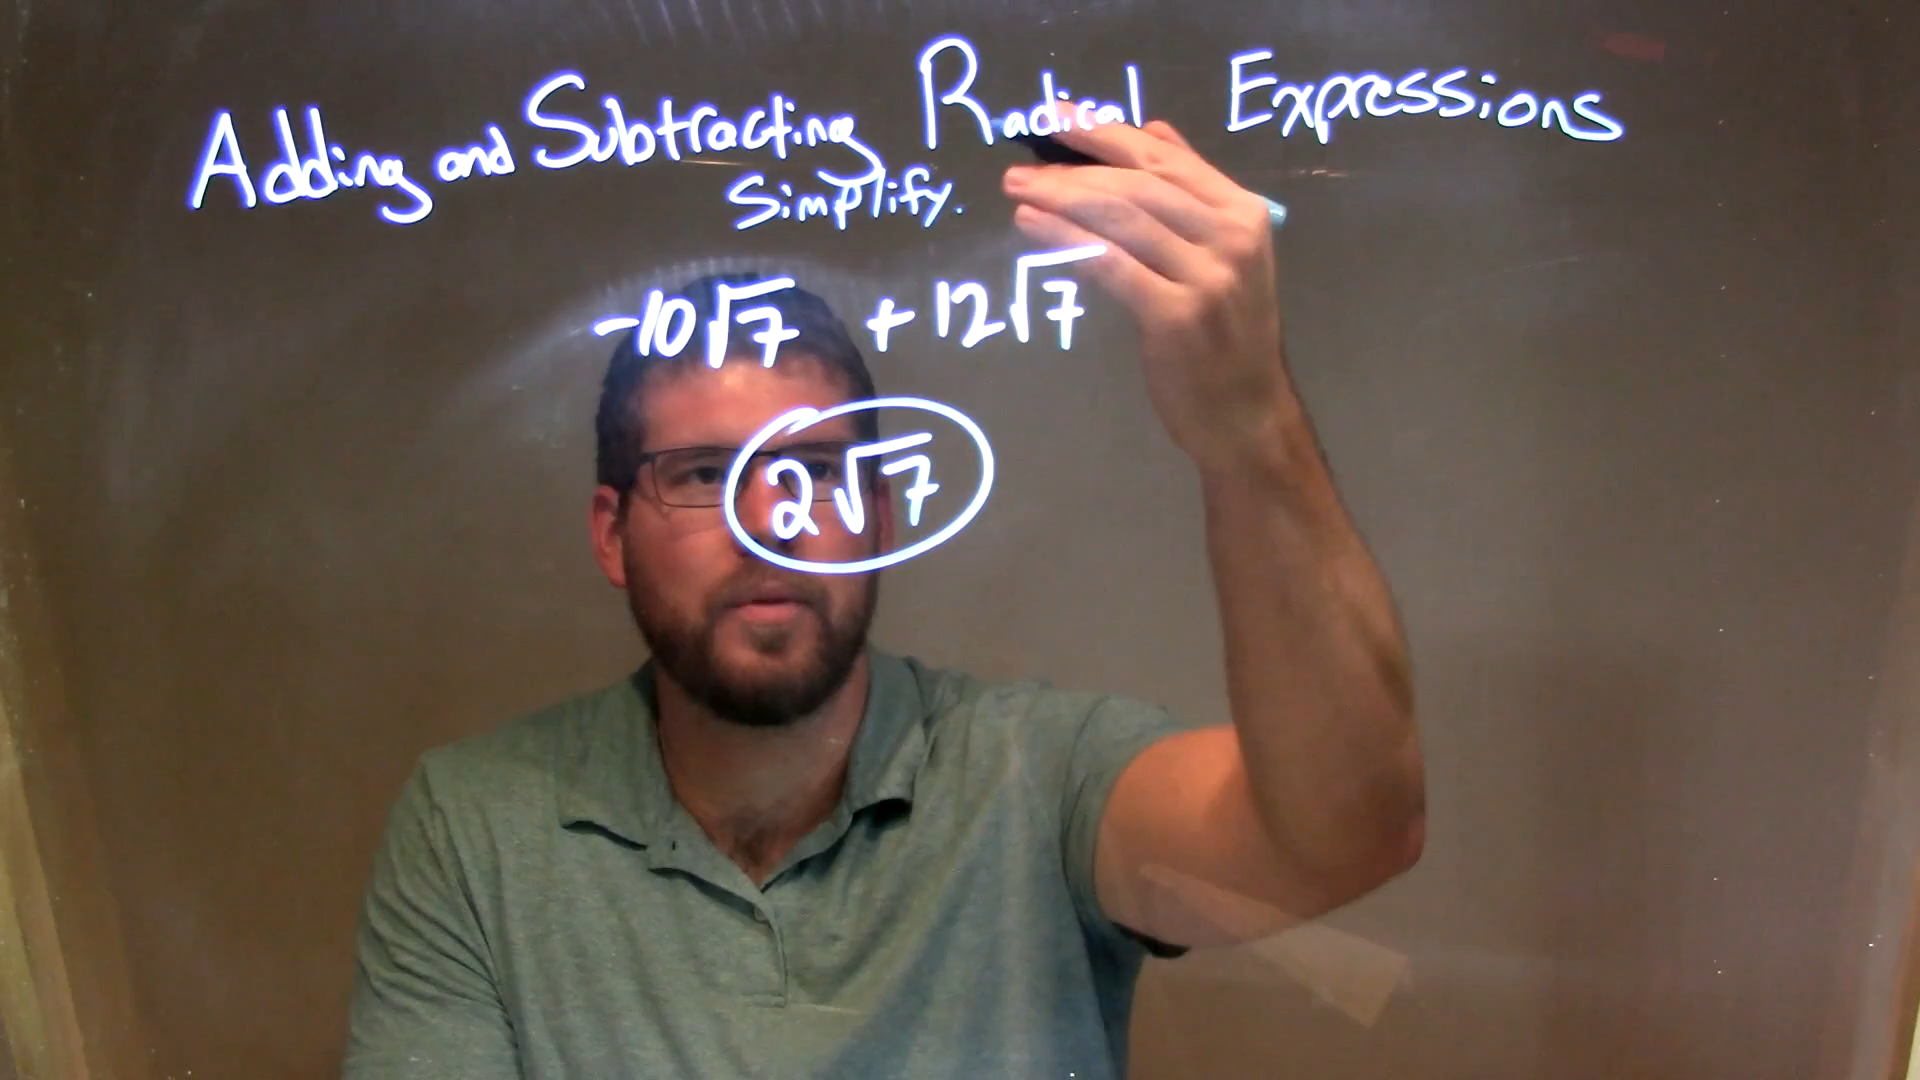 Adding and Subtracting Radical Expressions
Simplify.
-10√7 + 12√7
2√7